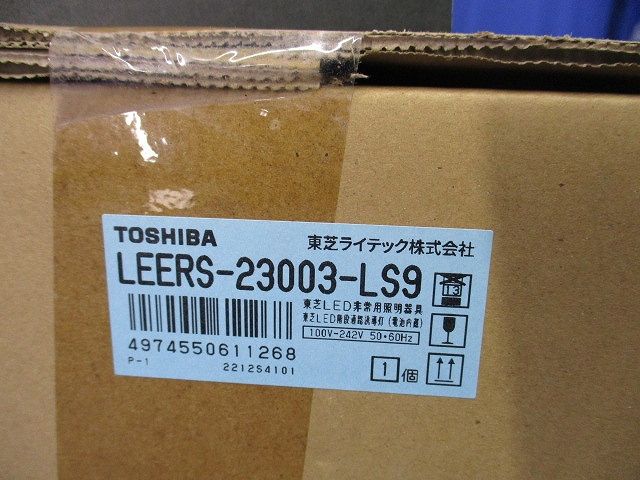 TOSHIBA 東芝ライテック株式会社
LEERS-23003-LS9
13
東芝LED非常用照明器具
東芝LED階段通路誘導灯(電池内蔵)
100V-242V 50・60Hz
4974550611268
P-1 2212S4101
1個